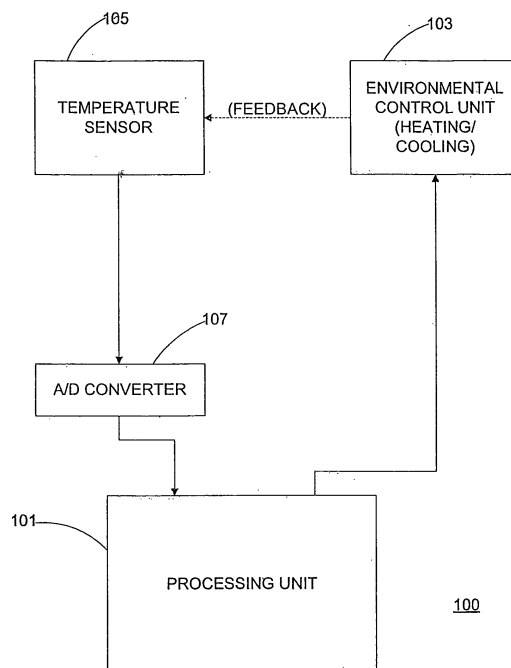 105
103
TEMPERATURE
SENSOR
(FEEDBACK)
ENVIRONMENTAL
CONTROL UNIT
(HEATING/
COOLING)
107
A/D CONVERTER
101
PROCESSING UNIT
100